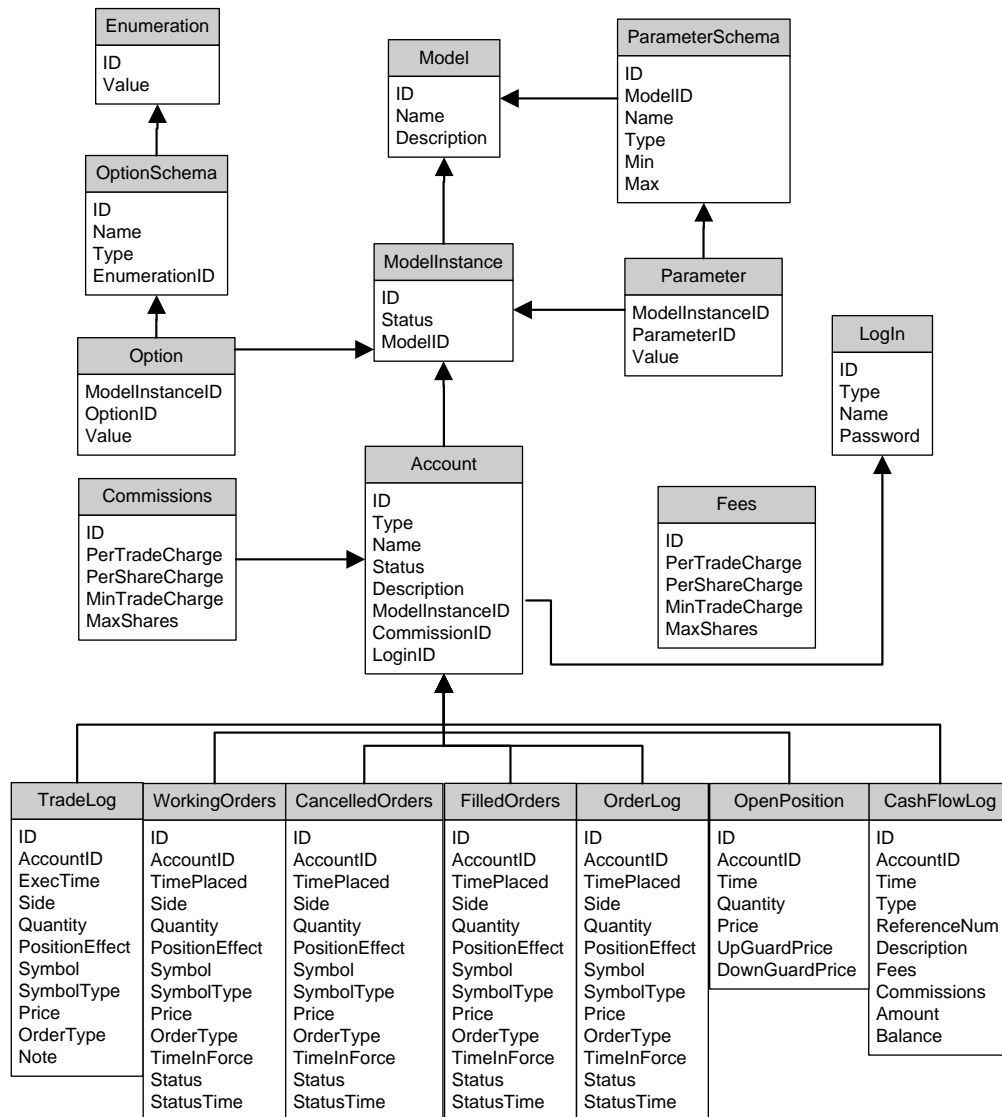 Enumeration
ID
Value
Model
ID
Name
Description
ParameterSchema
ID
ModelID
Name
Type
Min
Max
OptionSchema
ID
Name
Type
EnumerationID
ModelInstance
ID
Status
ModelID
Parameter
ModelInstanceID
ParameterID
Value
LogIn
ID
Type
Name
Password
Option
ModelInstanceID
OptionID
Value
Account
ID
Type
Name
Status
Description
ModelInstanceID
CommissionID
LoginID
Commissions
ID
PerTradeCharge
PerShareCharge
MinTradeCharge
MaxShares
Fees
ID
PerTradeCharge
PerShareCharge
MinTradeCharge
MaxShares
TradeLog
ID
AccountID
ExecTime
Side
Quantity
PositionEffect
Symbol
SymbolType
Price
OrderType
Note
WorkingOrders
ID
AccountID
TimePlaced
Side
Quantity
PositionEffect
Symbol
SymbolType
Price
OrderType
TimeInForce
Status
StatusTime
CancelledOrders
ID
AccountID
TimePlaced
Side
Quantity
PositionEffect
Symbol
SymbolType
Price
OrderType
TimeInForce
Status
StatusTime
FilledOrders
ID
AccountID
TimePlaced
Side
Quantity
PositionEffect
Symbol
SymbolType
Price
OrderType
TimeInForce
Status
StatusTime
OrderLog
ID
AccountID
TimePlaced
Side
Quantity
PositionEffect
Symbol
SymbolType
Price
OrderType
TimeInForce
Status
StatusTime
OpenPosition
ID
AccountID
Time
Quantity
Price
UpGuardPrice
DownGuardPrice
CashFlowLog
ID
AccountID
Time
Type
ReferenceNum
Description
Fees
Commissions
Amount
Balance